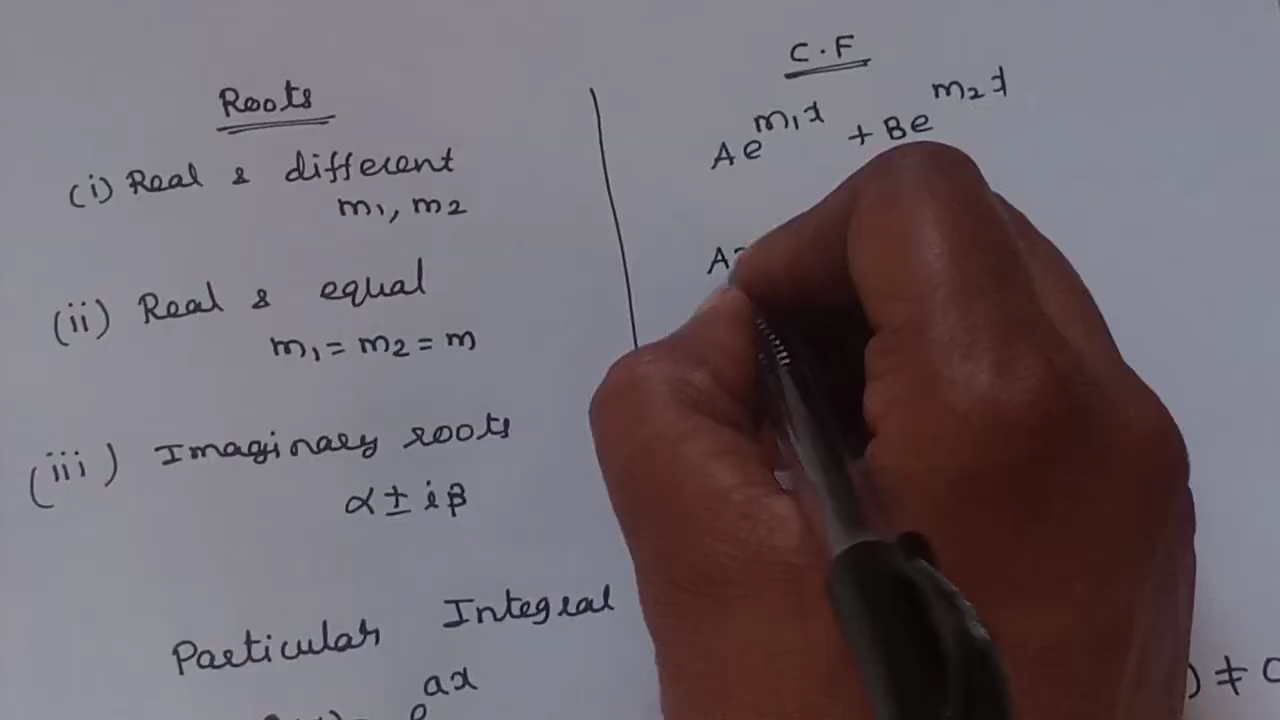 Roots
(i) Real & different
m₁, m₂
(ii) Real & equal
m₁ = m₂ = m
(iii) Imaginary roots
α ± iβ
C.F
Ae^{m₁x} + Be^{m₂x}
Particular Integral
e^{ax}
≠ 0